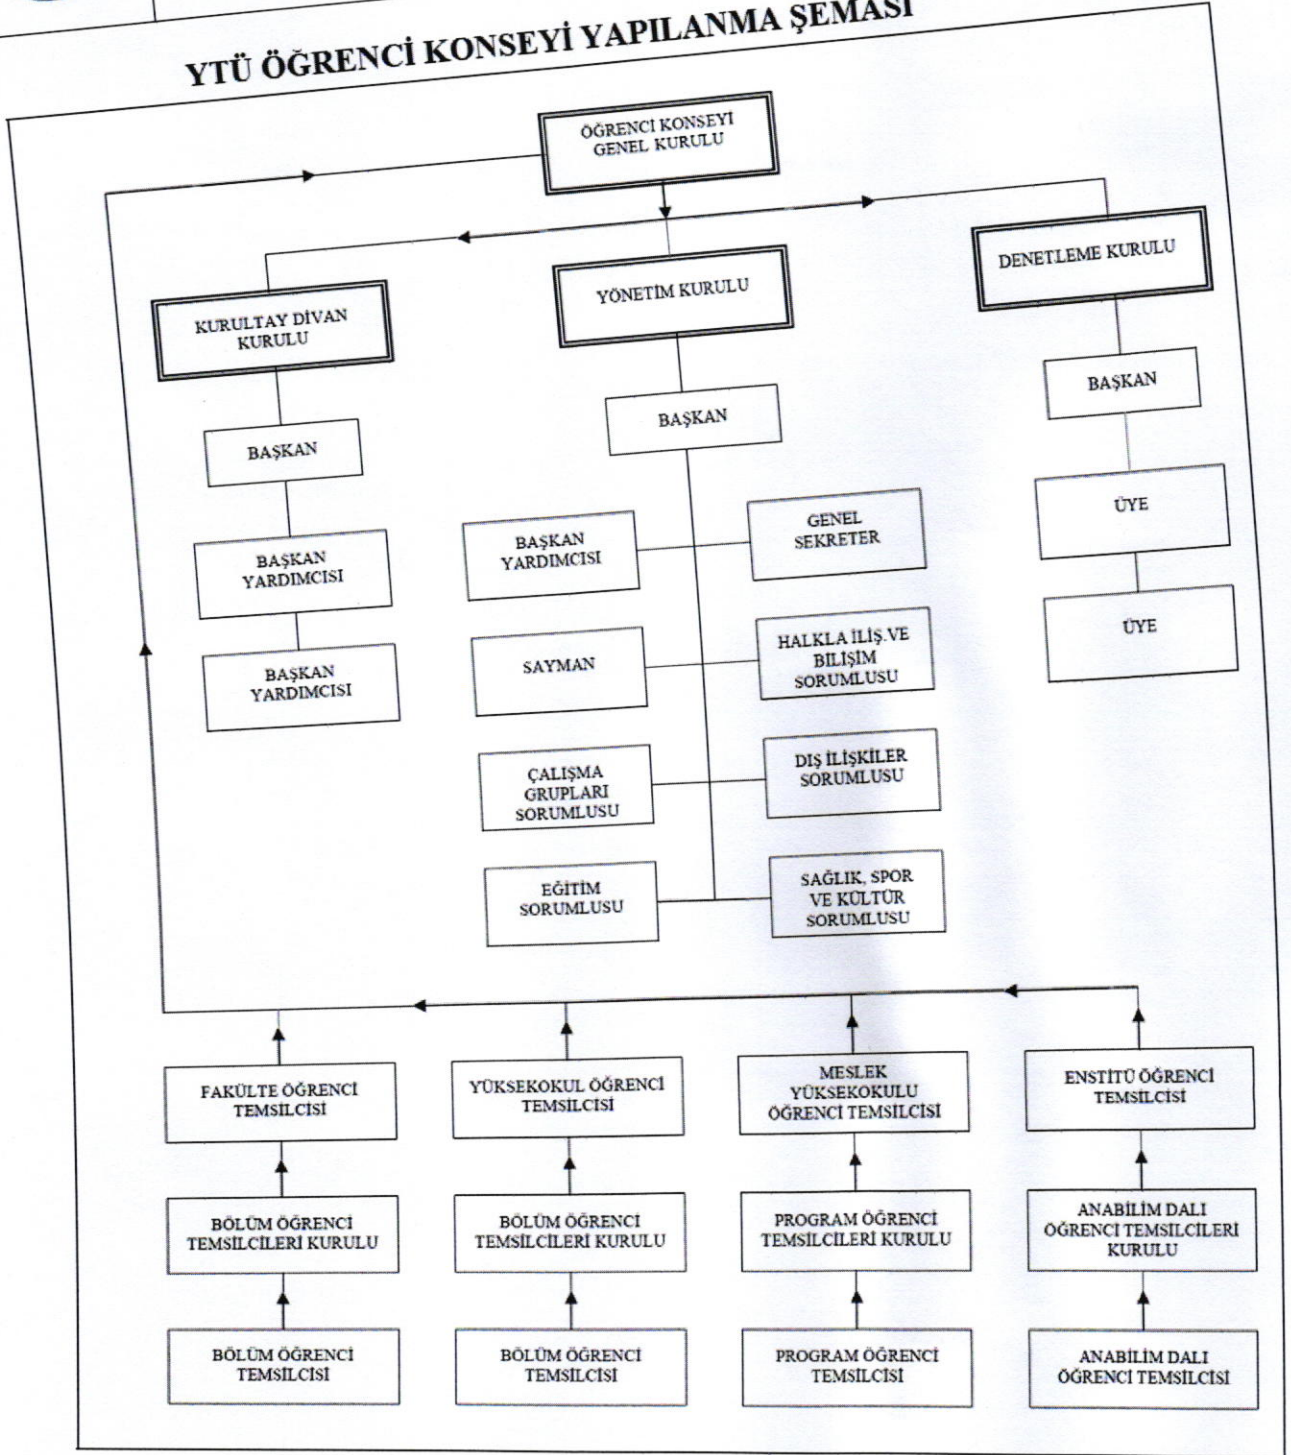 YTÜ ÖĞRENCİ KONSEYİ YAPILANMA ŞEMASI
ÖĞRENCİ KONSEYİ
GENEL KURULU
KURULTAY DİVAN
KURULU
YÖNETİM KURULU
DENETLEME KURULU
BAŞKAN
BAŞKAN
YARDIMCISI
BAŞKAN
YARDIMCISI
BAŞKAN
BAŞKAN
YARDIMCISI
GENEL
SEKRETER
SAYMAN
HALKLA İLİŞ.VE
BİLİŞİM
SORUMLUSU
ÇALIŞMA
GRUPLARI
SORUMLUSU
DIŞ İLİŞKİLER
SORUMLUSU
EĞİTİM
SORUMLUSU
SAĞLIK, SPOR
VE KÜLTÜR
SORUMLUSU
BAŞKAN
ÜYE
ÜYE
FAKÜLTE ÖĞRENCİ
TEMSİLCİSİ
YÜKSEKOKUL ÖĞRENCİ
TEMSİLCİSİ
MESLEK
YÜKSEKOKULU
ÖĞRENCİ TEMSİLCİSİ
ENSTİTÜ ÖĞRENCİ
TEMSİLCİSİ
BÖLÜM ÖĞRENCİ
TEMSİLCİLERİ KURULU
BÖLÜM ÖĞRENCİ
TEMSİLCİLERİ KURULU
PROGRAM ÖĞRENCİ
TEMSİLCİLERİ KURULU
ANABİLİM DALI
ÖĞRENCİ TEMSİLCİLERİ
KURULU
BÖLÜM ÖĞRENCİ
TEMSİLCİSİ
BÖLÜM ÖĞRENCİ
TEMSİLCİSİ
PROGRAM ÖĞRENCİ
TEMSİLCİSİ
ANABİLİM DALI
ÖĞRENCİ TEMSİLCİSİ